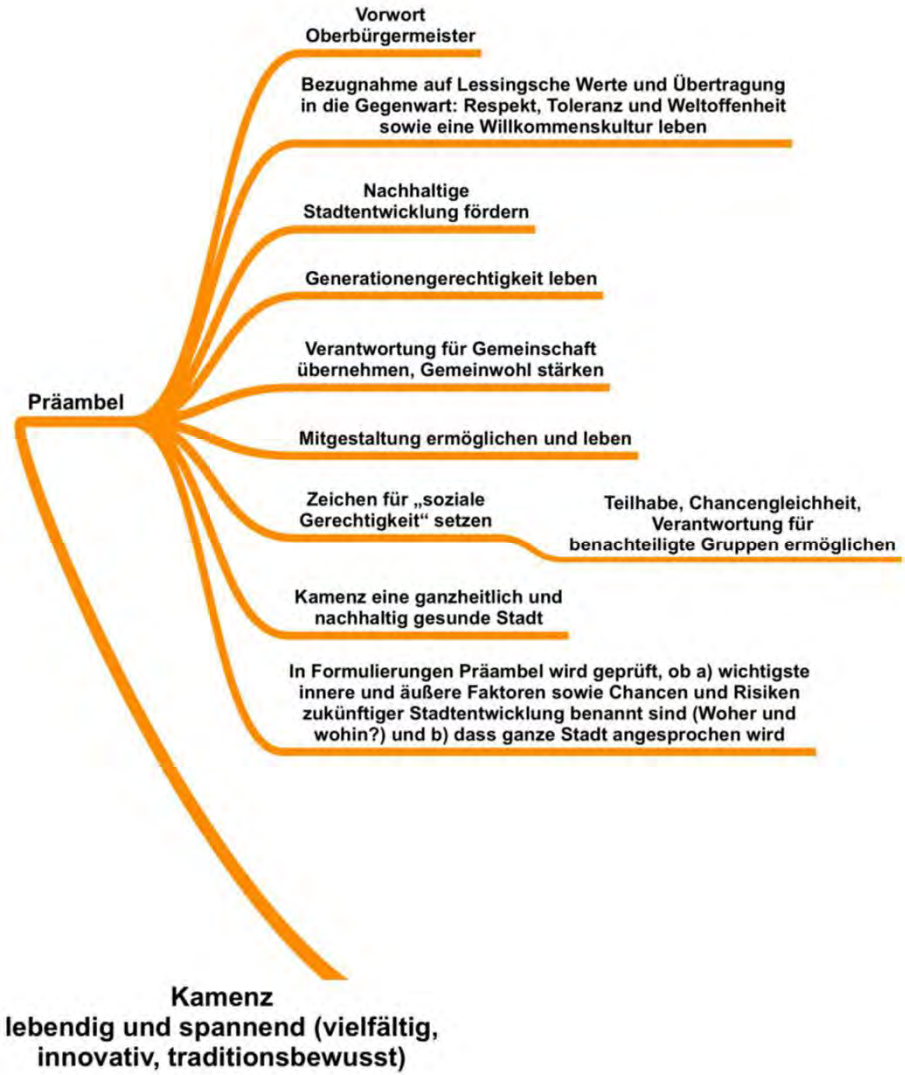 Vorwort
Oberbürgermeister
Bezugnahme auf Lessingsche Werte und Übertragung
in die Gegenwart: Respekt, Toleranz und Weltoffenheit
sowie eine Willkommenskultur leben
Nachhaltige
Stadtentwicklung fördern
Generationengerechtigkeit leben
Verantwortung für Gemeinschaft
übernehmen, Gemeinwohl stärken
Präambel
Mitgestaltung ermöglichen und leben
Zeichen für „soziale
Gerechtigkeit“ setzen
Teilhabe, Chancengleichheit,
Verantwortung für
benachteiligte Gruppen ermöglichen
Kamenz eine ganzheitlich und
nachhaltig gesunde Stadt
In Formulierungen Präambel wird geprüft, ob a) wichtigste
innere und äußere Faktoren sowie Chancen und Risiken
zukünftiger Stadtentwicklung benannt sind (Woher und
wohin?) und b) dass ganze Stadt angesprochen wird
Kamenz
lebendig und spannend (vielfältig,
innovativ, traditionsbewusst)